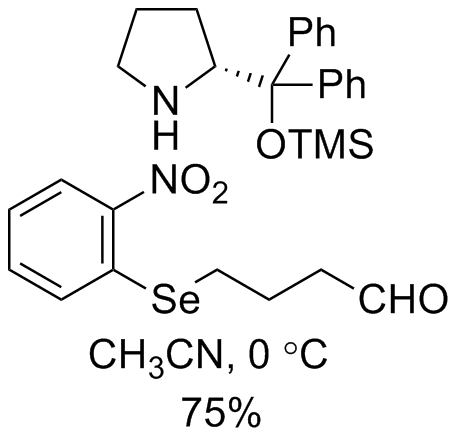 Ph
Ph
N
H
OTMS
NO₂
Se
CHO
CH₃CN, 0 °C
75%